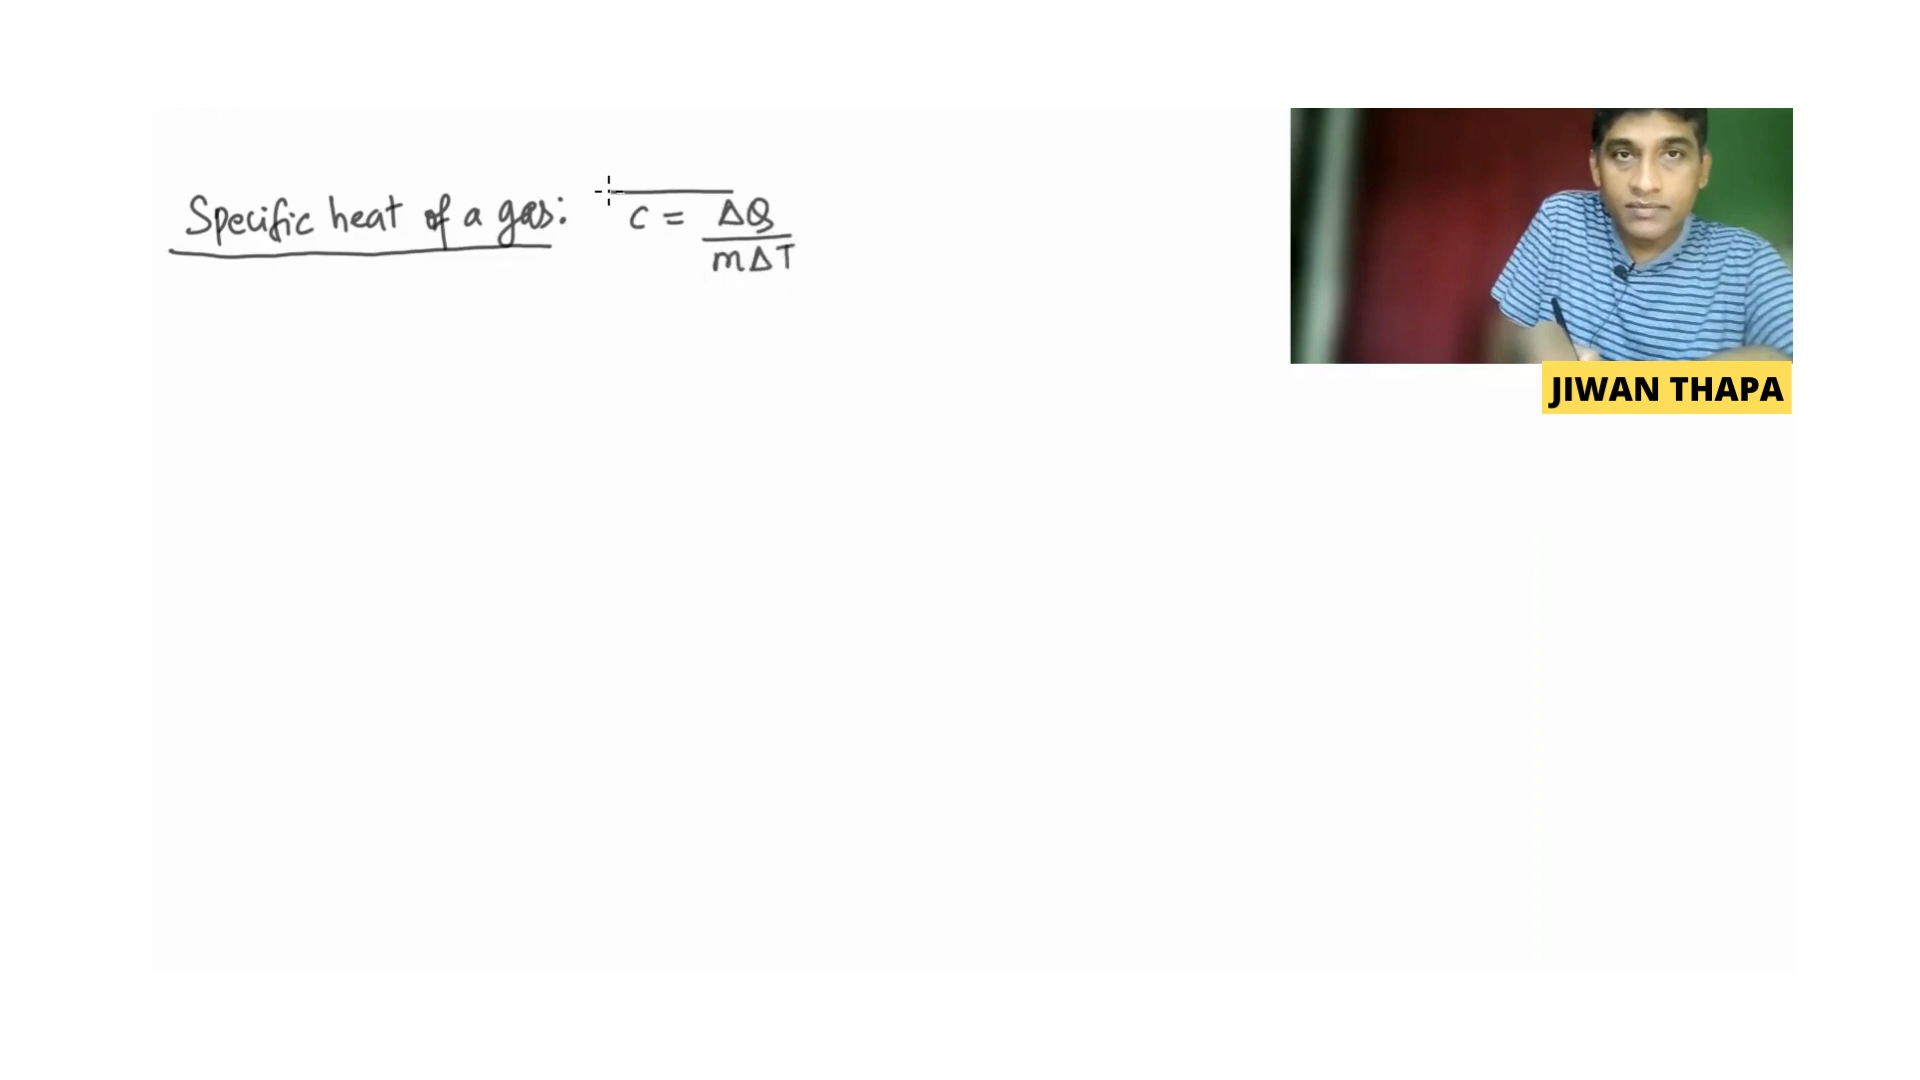 Specific heat of a gas: c = ΔQ / mΔT
JIWAN THAPA